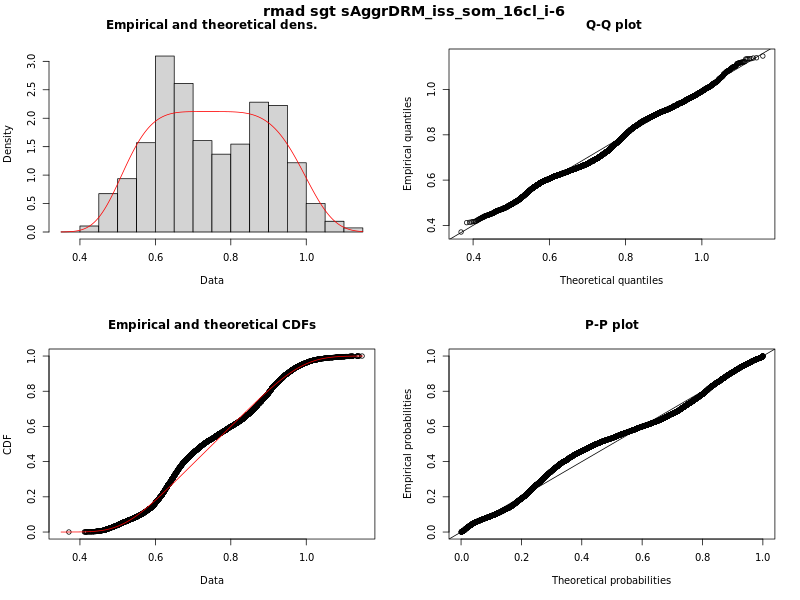 rmad sgt sAggrDRM_iss_som_16cl_i-6
Empirical and theoretical dens.
Density
0.0 0.5 1.0 1.5 2.0 2.5 3.0
0.4 0.6 0.8 1.0
Data
Q-Q plot
Empirical quantiles
0.4 0.6 0.8 1.0
0.4 0.6 0.8 1.0
Theoretical quantiles
Empirical and theoretical CDFs
CDF
0.0 0.2 0.4 0.6 0.8 1.0
0.4 0.6 0.8 1.0
Data
P-P plot
Empirical probabilities
0.0 0.2 0.4 0.6 0.8 1.0
0.0 0.2 0.4 0.6 0.8 1.0
Theoretical probabilities